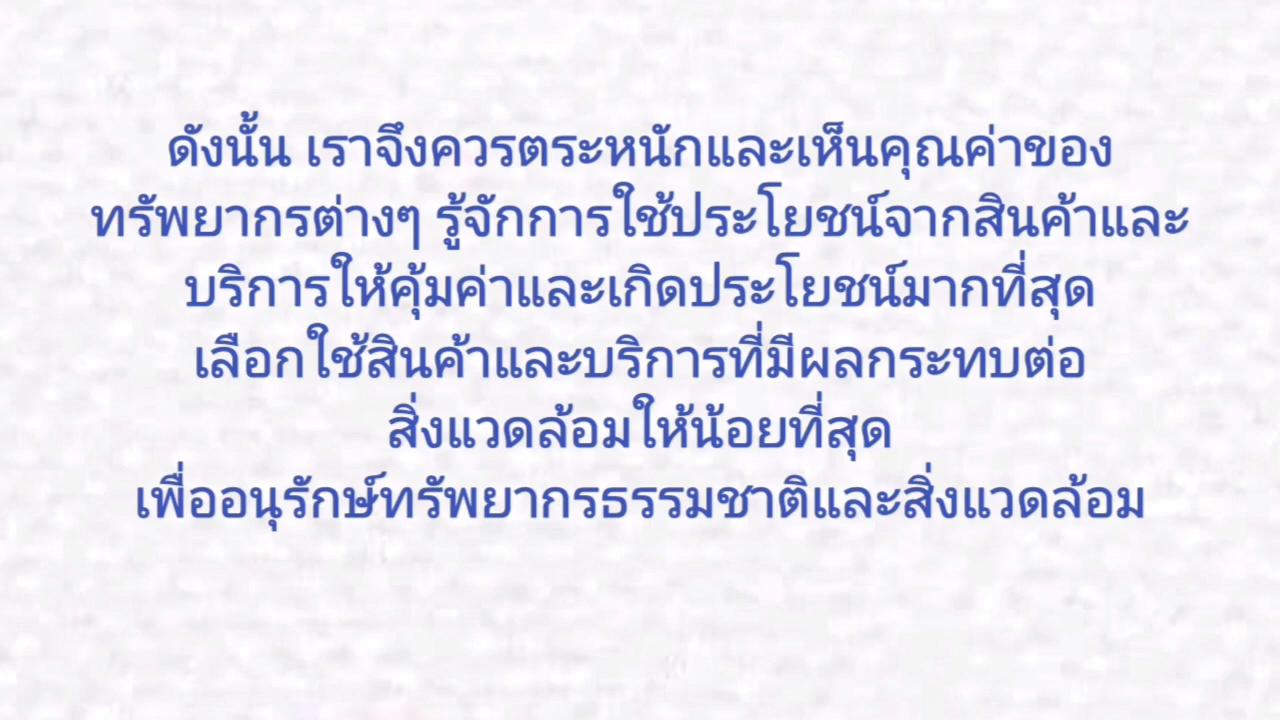 ดังนั้น เราจึงควรตระหนักและเห็นคุณค่าของ
ทรัพยากรต่างๆ รู้จักการใช้ประโยชน์จากสินค้าและ
บริการให้คุ้มค่าและเกิดประโยชน์มากที่สุด
เลือกใช้สินค้าและบริการที่มีผลกระทบต่อ
สิ่งแวดล้อมให้น้อยที่สุด
เพื่ออนุรักษ์ทรัพยากรธรรมชาติและสิ่งแวดล้อม